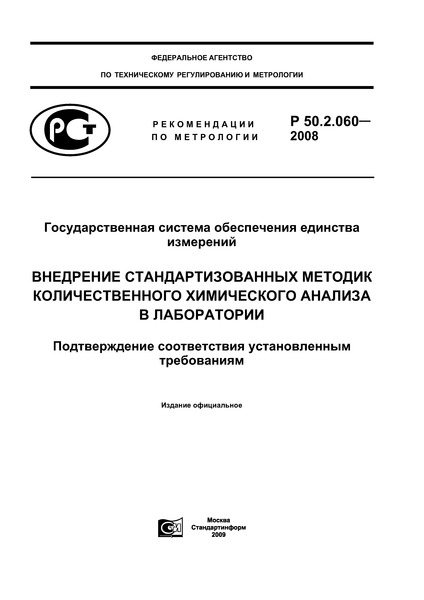 ФЕДЕРАЛЬНОЕ АГЕНТСТВО
ПО ТЕХНИЧЕСКОМУ РЕГУЛИРОВАНИЮ И МЕТРОЛОГИИ
РСТ
РЕКОМЕНДАЦИИ
ПО МЕТРОЛОГИИ
Р 50.2.060—
2008
Государственная система обеспечения единства
измерений
ВНЕДРЕНИЕ СТАНДАРТИЗОВАННЫХ МЕТОДИК
КОЛИЧЕСТВЕННОГО ХИМИЧЕСКОГО АНАЛИЗА
В ЛАБОРАТОРИИ
Подтверждение соответствия установленным
требованиям
Издание официальное
Москва
Стандартинформ
2009